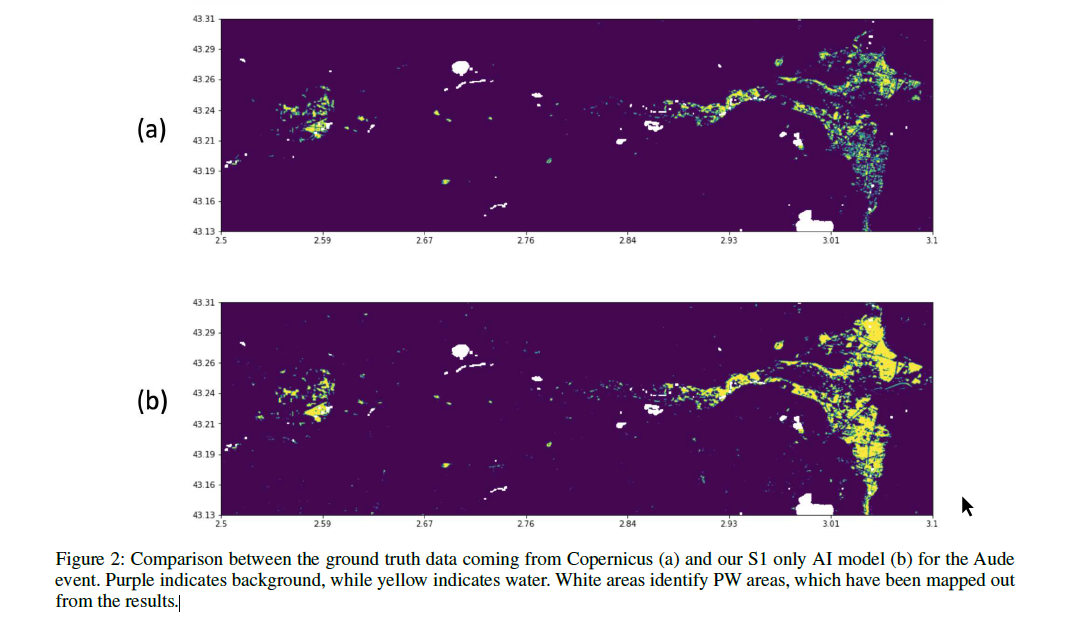 43.31
43.29
43.26
43.24
(a)
43.21
43.19
43.16
43.13
2.5 2.59 2.67 2.76 2.84 2.93 3.01 3.1
43.31
43.29
43.26
43.24
(b)
43.21
43.19
43.16
43.13
2.5 2.59 2.67 2.76 2.84 2.93 3.01 3.1
Figure 2: Comparison between the ground truth data coming from Copernicus (a) and our S1 only AI model (b) for the Aude
event. Purple indicates background, while yellow indicates water. White areas identify PW areas, which have been mapped out
from the results.